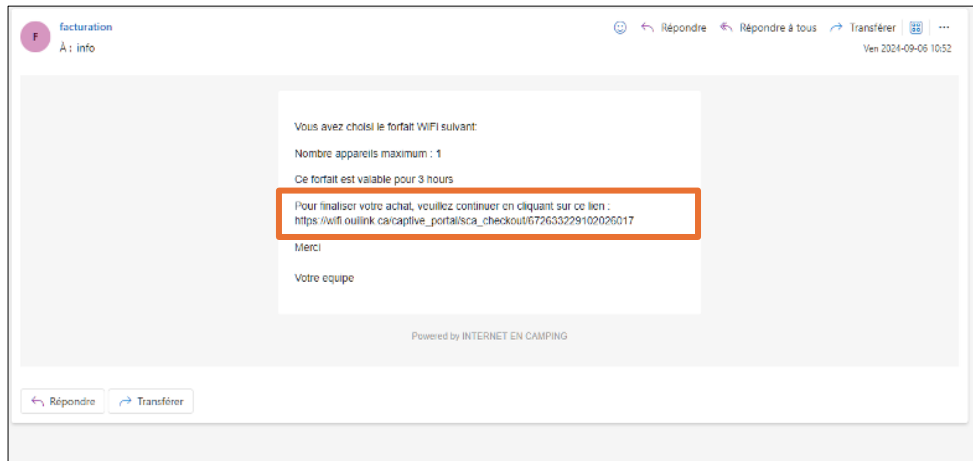 facturation
F
À : info
Répondre Répondre à tous Transférer
Ven 2024-09-06 10:52
Vous avez choisi le forfait WiFi suivant:
Nombre appareils maximum : 1
Ce forfait est valable pour 3 hours
Pour finaliser votre achat, veuillez continuer en cliquant sur ce lien :
https://wifi.ouilink.ca/captive_portal/sca_checkout/672633229102026017
Merci
Votre equipe
Powered by INTERNET EN CAMPING
Répondre Transférer